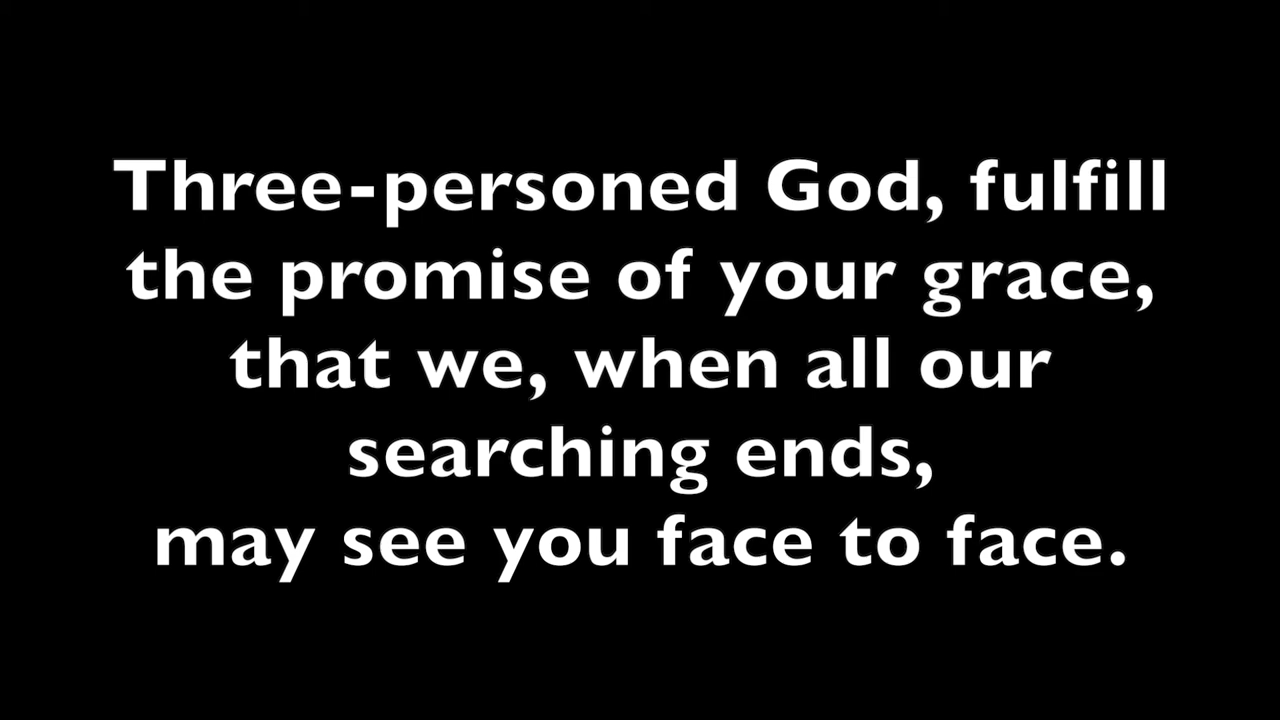 Three-personed God, fulfill
the promise of your grace,
that we, when all our
searching ends,
may see you face to face.